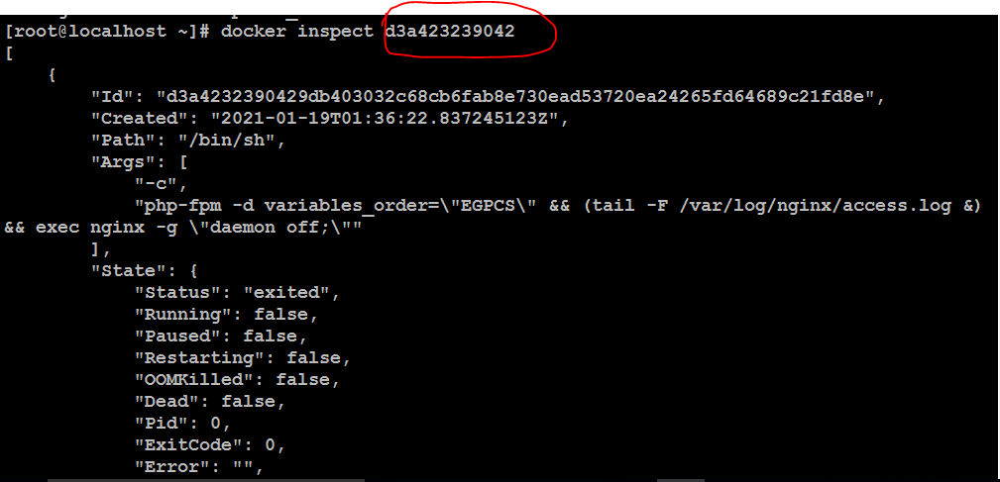 [root@localhost ~]# docker inspect d3a423239042
[
    {
        "Id": "d3a4232390429db403032c68cb6fab8e730ead53720ea24265fd64689c21fd8e",
        "Created": "2021-01-19T01:36:22.837245123Z",
        "Path": "/bin/sh",
        "Args": [
            "-c",
            "php-fpm -d variables_order=\"EGPCS\" && (tail -F /var/log/nginx/access.log &)
&& exec nginx -g \"daemon off;\""
        ],
        "State": {
            "Status": "exited",
            "Running": false,
            "Paused": false,
            "Restarting": false,
            "OOMKilled": false,
            "Dead": false,
            "Pid": 0,
            "ExitCode": 0,
            "Error": "",